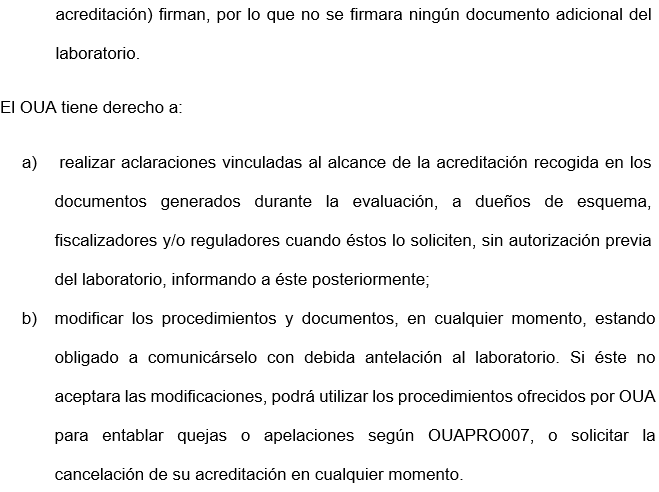 acreditación) firman, por lo que no se firmara ningún documento adicional del
laboratorio.
El OUA tiene derecho a:
a) realizar aclaraciones vinculadas al alcance de la acreditación recogida en los
documentos generados durante la evaluación, a dueños de esquema,
fiscalizadores y/o reguladores cuando éstos lo soliciten, sin autorización previa
del laboratorio, informando a éste posteriormente;
b) modificar los procedimientos y documentos, en cualquier momento, estando
obligado a comunicárselo con debida antelación al laboratorio. Si éste no
aceptara las modificaciones, podrá utilizar los procedimientos ofrecidos por OUA
para entablar quejas o apelaciones según OUAPRO007, o solicitar la
cancelación de su acreditación en cualquier momento.